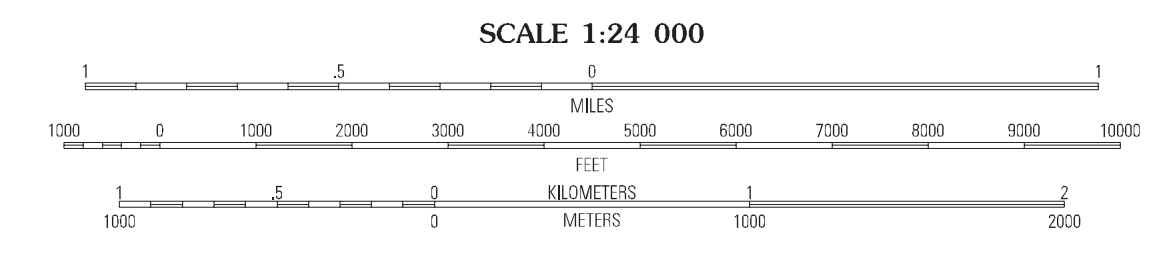 SCALE 1:24 000
1 .5 0 1
MILES
1000 0 1000 2000 3000 4000 5000 6000 7000 8000 9000 10000
FEET
1 .5 0 KILOMETERS 1 2
1000 0 METERS 1000 2000